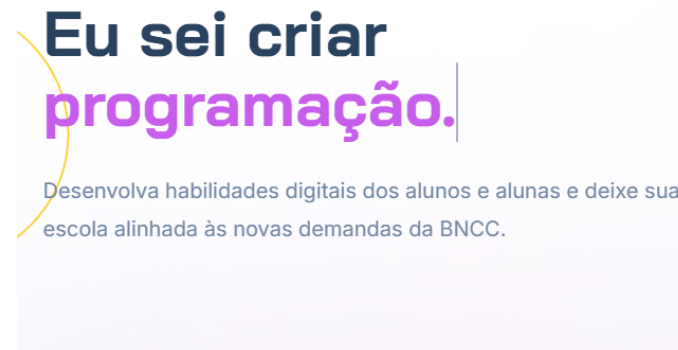 Eu sei criar
programação.
Desenvolva habilidades digitais dos alunos e alunas e deixe sua
escola alinhada às novas demandas da BNCC.